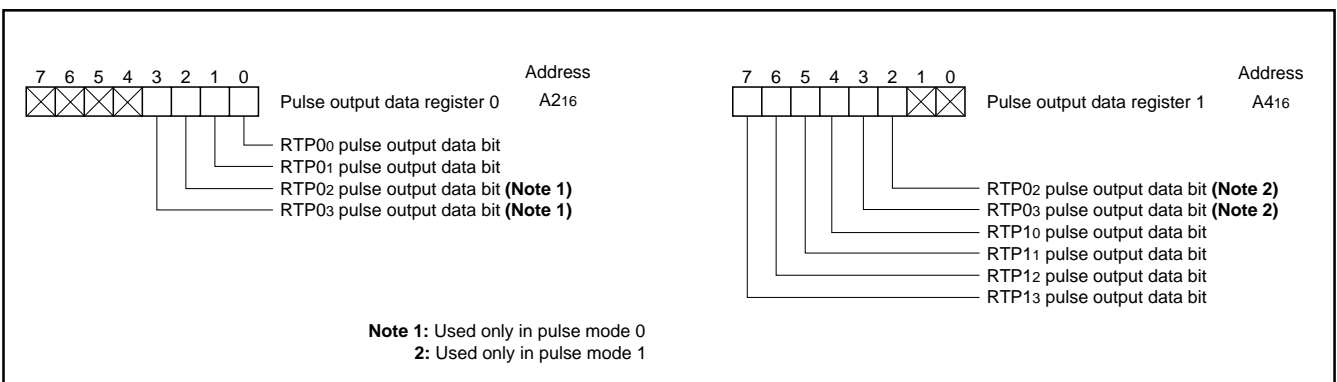 7 6 5 4 3 2 1 0
Address
Pulse output data register 0
A216
RTP00 pulse output data bit
RTP01 pulse output data bit
RTP02 pulse output data bit (Note 1)
RTP03 pulse output data bit (Note 1)
7 6 5 4 3 2 1 0
Address
Pulse output data register 1
A416
RTP02 pulse output data bit (Note 2)
RTP03 pulse output data bit (Note 2)
RTP10 pulse output data bit
RTP11 pulse output data bit
RTP12 pulse output data bit
RTP13 pulse output data bit
Note 1: Used only in pulse mode 0
2: Used only in pulse mode 1